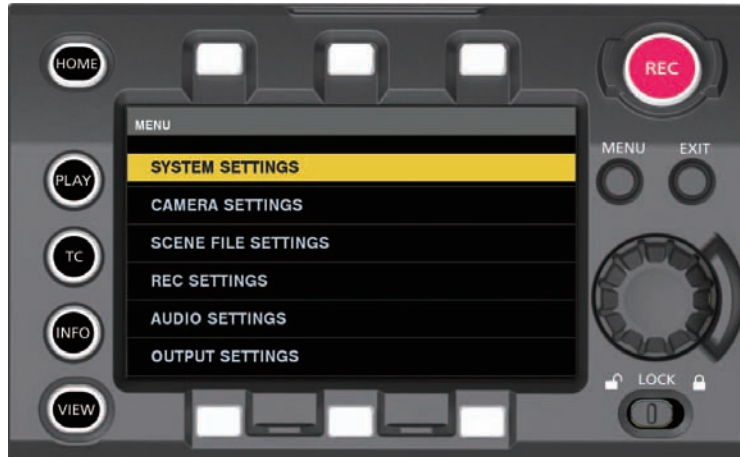 HOME
REC
MENU
MENU EXIT
SYSTEM SETTINGS
PLAY
CAMERA SETTINGS
SCENE FILE SETTINGS
TC
REC SETTINGS
AUDIO SETTINGS
INFO
OUTPUT SETTINGS
LOCK
VIEW